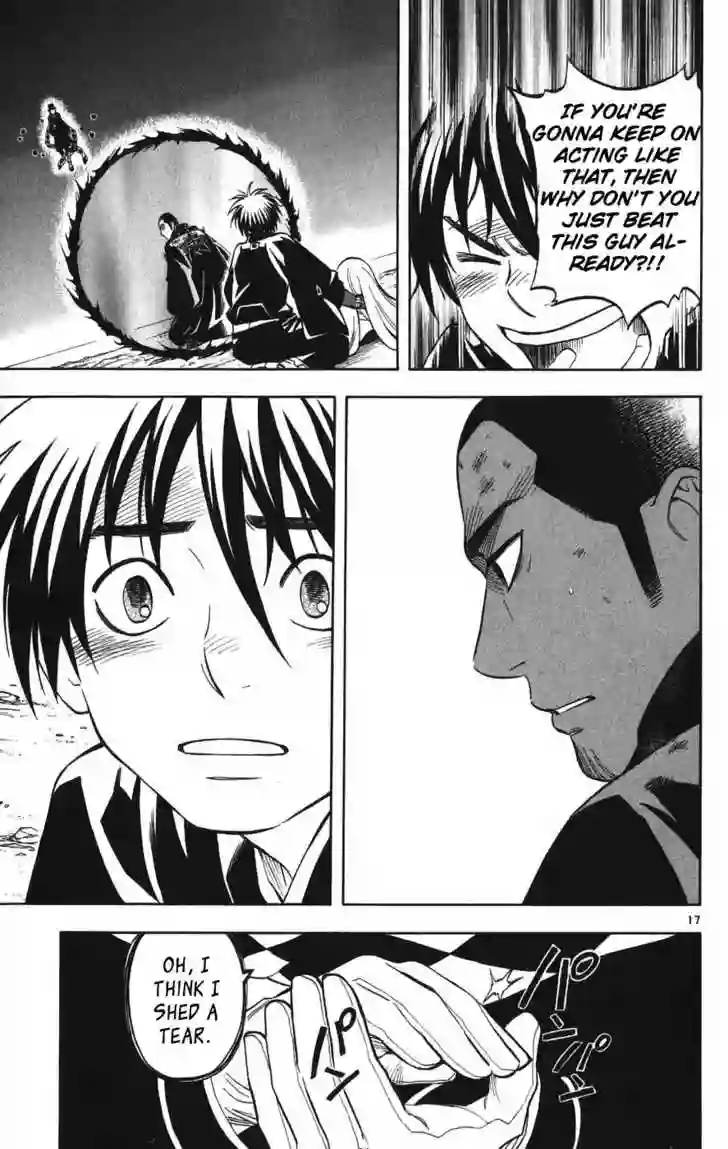 IF YOU'RE
GONNA KEEP ON
ACTING LIKE
THAT, THEN
WHY DON'T YOU
JUST BEAT
THIS GUY AL-
READY?!!
17
OH, I
THINK I
SHED A
TEAR.
パン
パン
パン